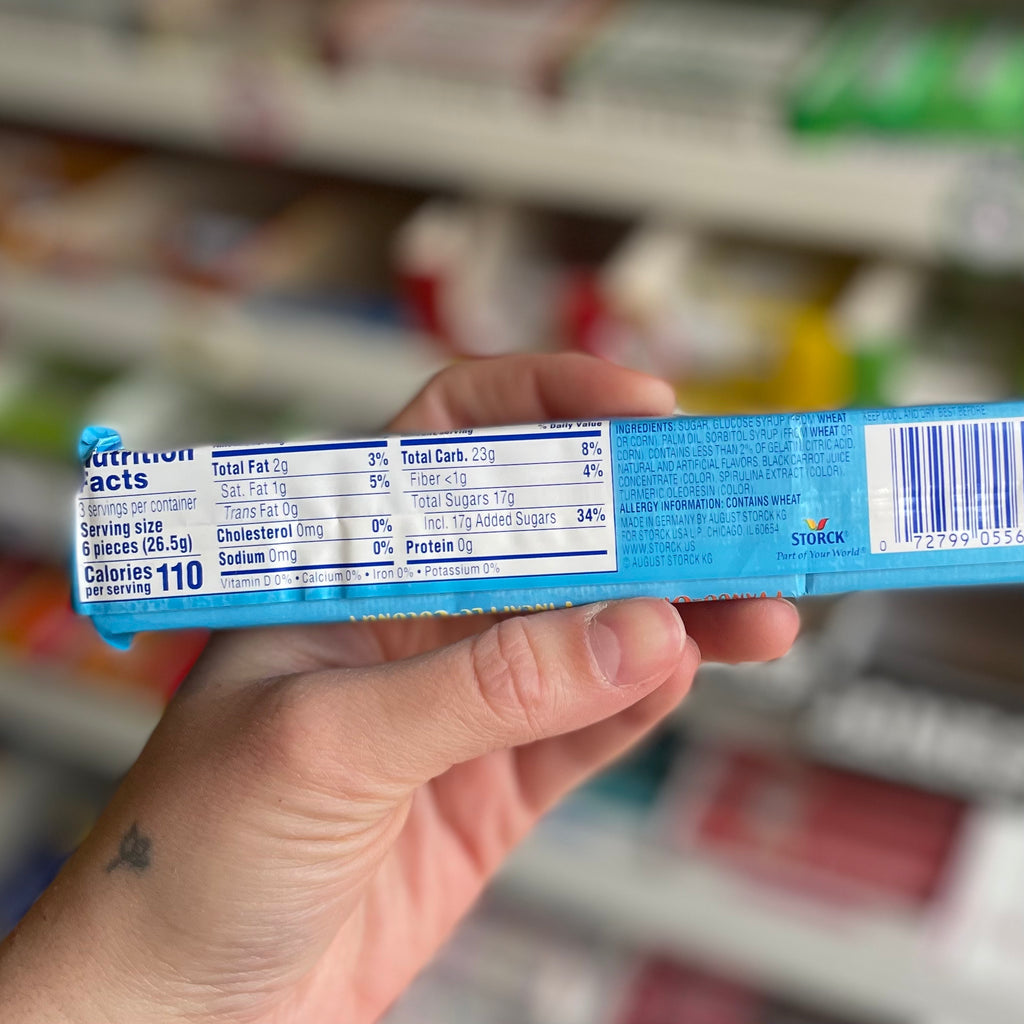 Nutrition
Facts
3 servings per container
Serving size
6 pieces (26.5g)
Calories 110
per serving
Total Fat 2g 3%
Sat. Fat 1g 5%
Trans Fat 0g
Cholesterol 0mg 0%
Sodium 0mg 0%
% Daily Value
Total Carb. 23g 8%
Fiber <1g 4%
Total Sugars 17g
Incl. 17g Added Sugars 34%
Protein 0g
Vitamin D 0% • Calcium 0% • Iron 0% • Potassium 0%
INGREDIENTS: SUGAR, GLUCOSE SYRUP (FROM WHEAT
OR CORN), PALM OIL, SORBITOL SYRUP (FROM WHEAT OR
CORN), CONTAINS LESS THAN 2% OF GELATIN, CITRIC ACID,
NATURAL AND ARTIFICIAL FLAVORS, BLACK CARROT JUICE
CONCENTRATE (COLOR), SPIRULINA EXTRACT (COLOR),
TURMERIC OLEORESIN (COLOR).
ALLERGY INFORMATION: CONTAINS WHEAT
MADE IN GERMANY BY AUGUST STORCK KG
FOR STORCK USA L.P., CHICAGO, IL 60654
WWW.STORCK.US
© AUGUST STORCK KG
STORCK®
Part of Your World®
KEEP COOL AND DRY. BEST BEFORE
0 72799 0556
PINEAPPLE-COCONUT